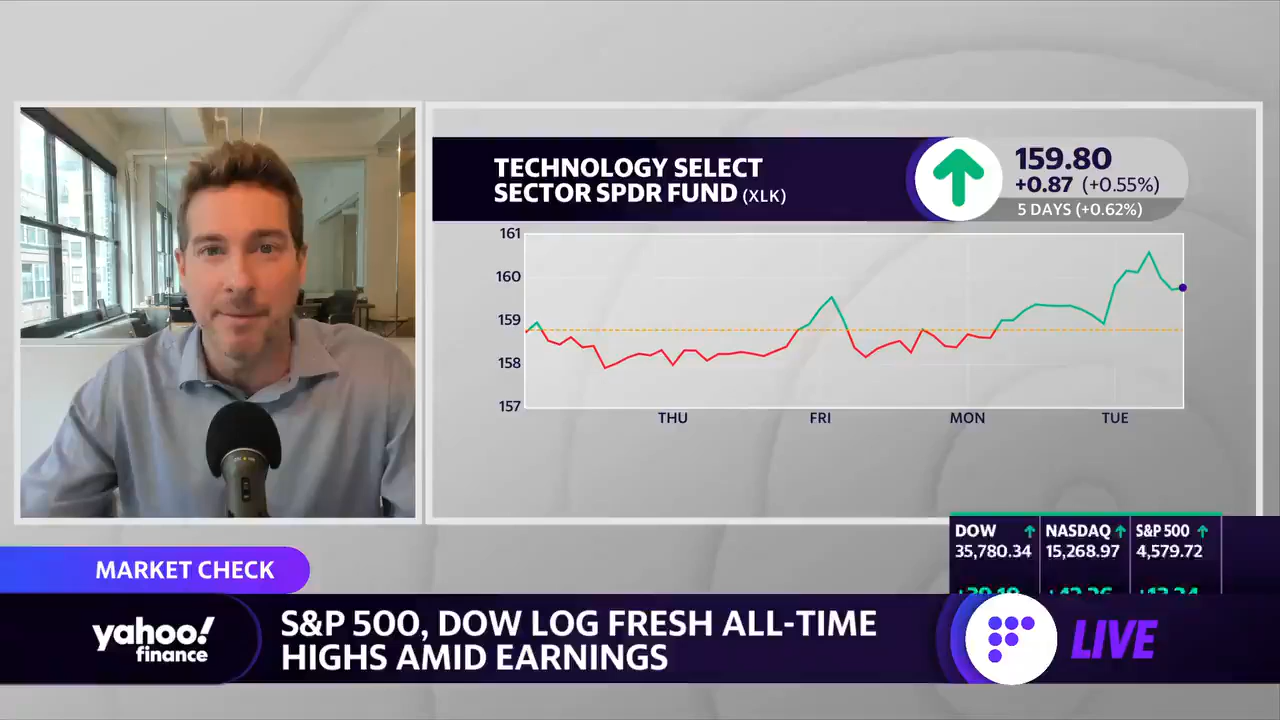 TECHNOLOGY SELECT
SECTOR SPDR FUND (XLK)
159.80
+0.87 (+0.55%)
5 DAYS (+0.62%)
161
160
159
158
157
THU
FRI
MON
TUE
DOW
35,780.34
NASDAQ
15,268.97
S&P 500
4,579.72
MARKET CHECK
yahoo!
finance
S&P 500, DOW LOG FRESH ALL-TIME
HIGHS AMID EARNINGS
LIVE